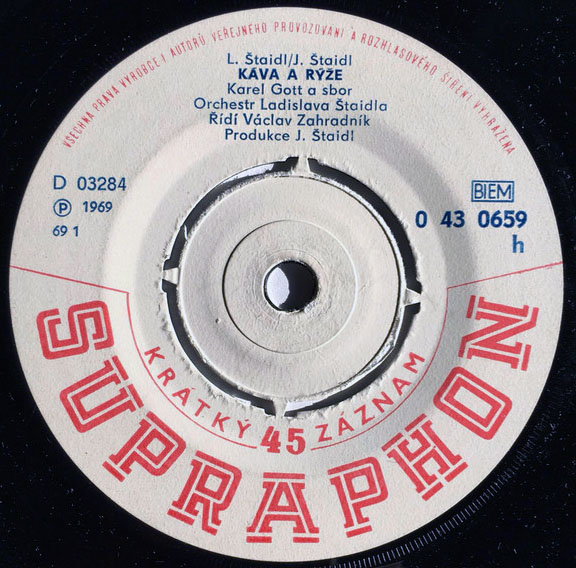 VŠECHNA PRÁVA VÝROBCE I AUTORŮ VEŘEJNÉHO PROVOZOVÁNÍ A ROZHLASOVÉHO ŠÍŘENÍ VYHRAZENA
L. Štaidl/J. Štaidl
KÁVA A RÝŽE
Karel Gott a sbor
Orchestr Ladislava Štaidla
Řídí Václav Zahradník
Produkce J. Štaidl
D 03284
Ⓟ 1969
69 1
BIEM
0 43 0659
h
KRÁTKÝ 45 ZÁZNAM
SUPRAPHON